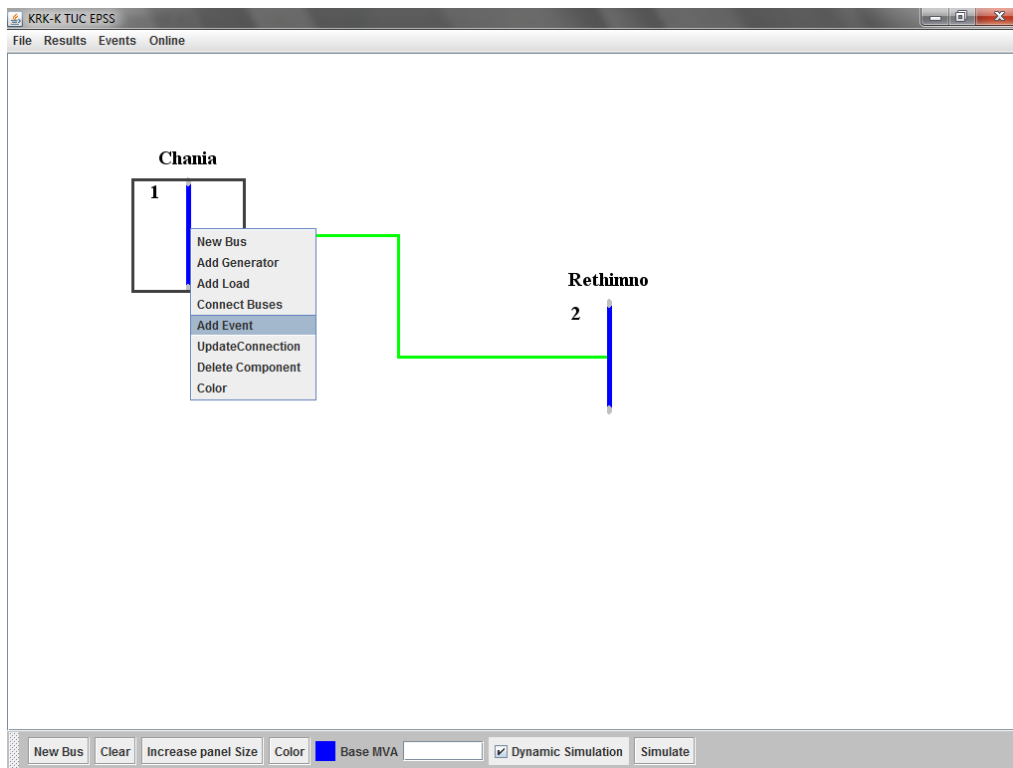 KRK-K TUC EPSS
File Results Events Online
Chania
1
New Bus
Add Generator
Add Load
Connect Buses
Add Event
UpdateConnection
Delete Component
Color
Rethimno
2
New Bus Clear Increase panel Size Color Base MVA Dynamic Simulation Simulate